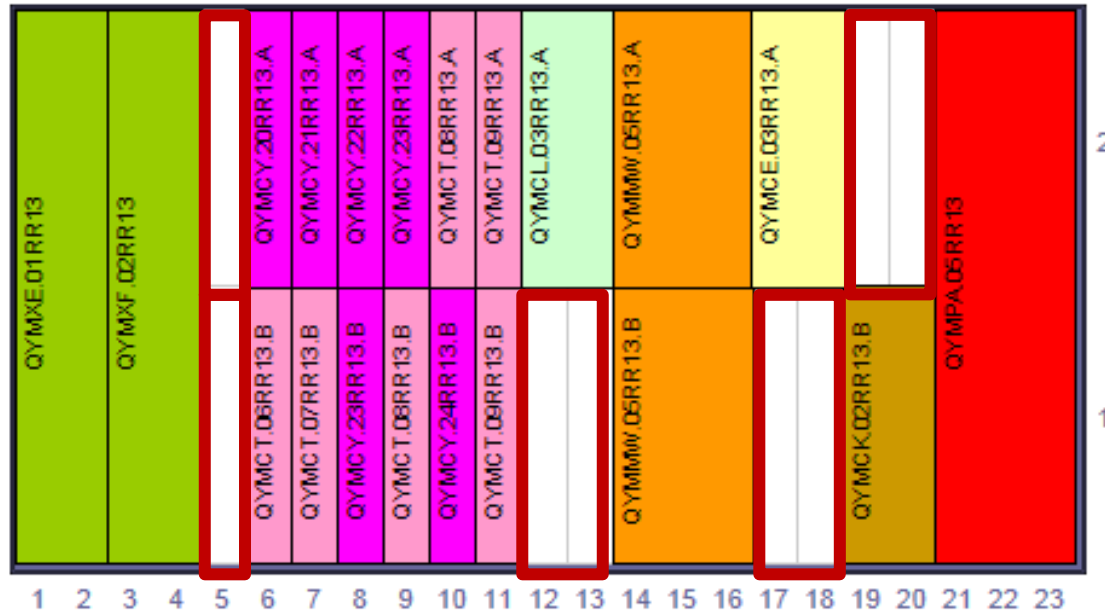 QYMXE.01RR13
QYMXF.02RR13
QYMCY.20RR13.A
QYMCY.21RR13.A
QYMCY.22RR13.A
QYMCY.23RR13.A
QYMCT.08RR13.A
QYMCT.09RR13.A
QYMCL.03RR13.A
QYMMW.05RR13.A
QYMCE.03RR13.A
QYMPA.05RR13
2
QYMCT.06RR13.B
QYMCT.07RR13.B
QYMCY.23RR13.B
QYMCT.08RR13.B
QYMCY.24RR13.B
QYMCT.09RR13.B
QYMMW.05RR13.B
QYMCK.02RR13.B
1
1 2 3 4 5 6 7 8 9 10 11 12 13 14 15 16 17 18 19 20 21 22 23